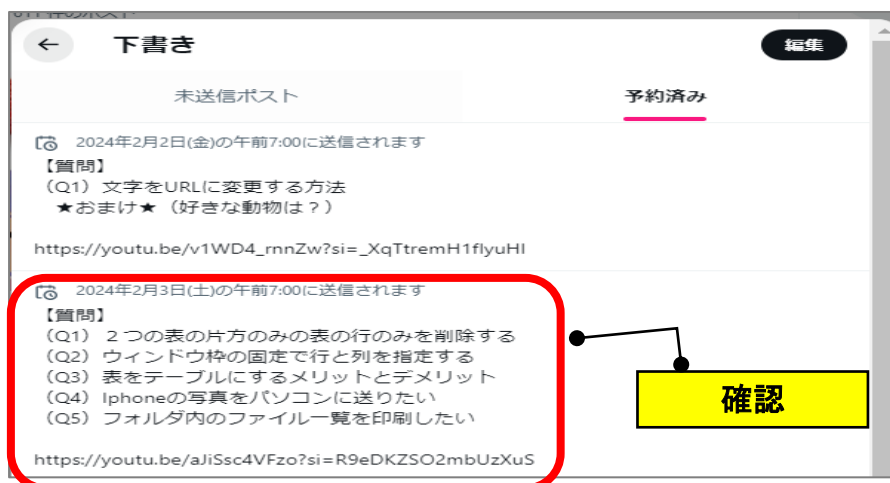 下書き
編集
未送信ポスト
予約済み
2024年2月2日(金)の午前7:00に送信されます
【質問】
（Q1）文字をURLに変更する方法
★おまけ★（好きな動物は？）
https://youtu.be/v1WD4_rnnZw?si=_XqTtremH1flyuHI
2024年2月3日(土)の午前7:00に送信されます
【質問】
（Q1）２つの表の片方のみの表の行のみを削除する
（Q2）ウィンドウ枠の固定で行と列を指定する
（Q3）表をテーブルにするメリットとデメリット
（Q4）Iphoneの写真をパソコンに送りたい
（Q5）フォルダ内のファイル一覧を印刷したい
確認
https://youtu.be/aJiSsc4VFzo?si=R9eDKZSO2mbUzXuS